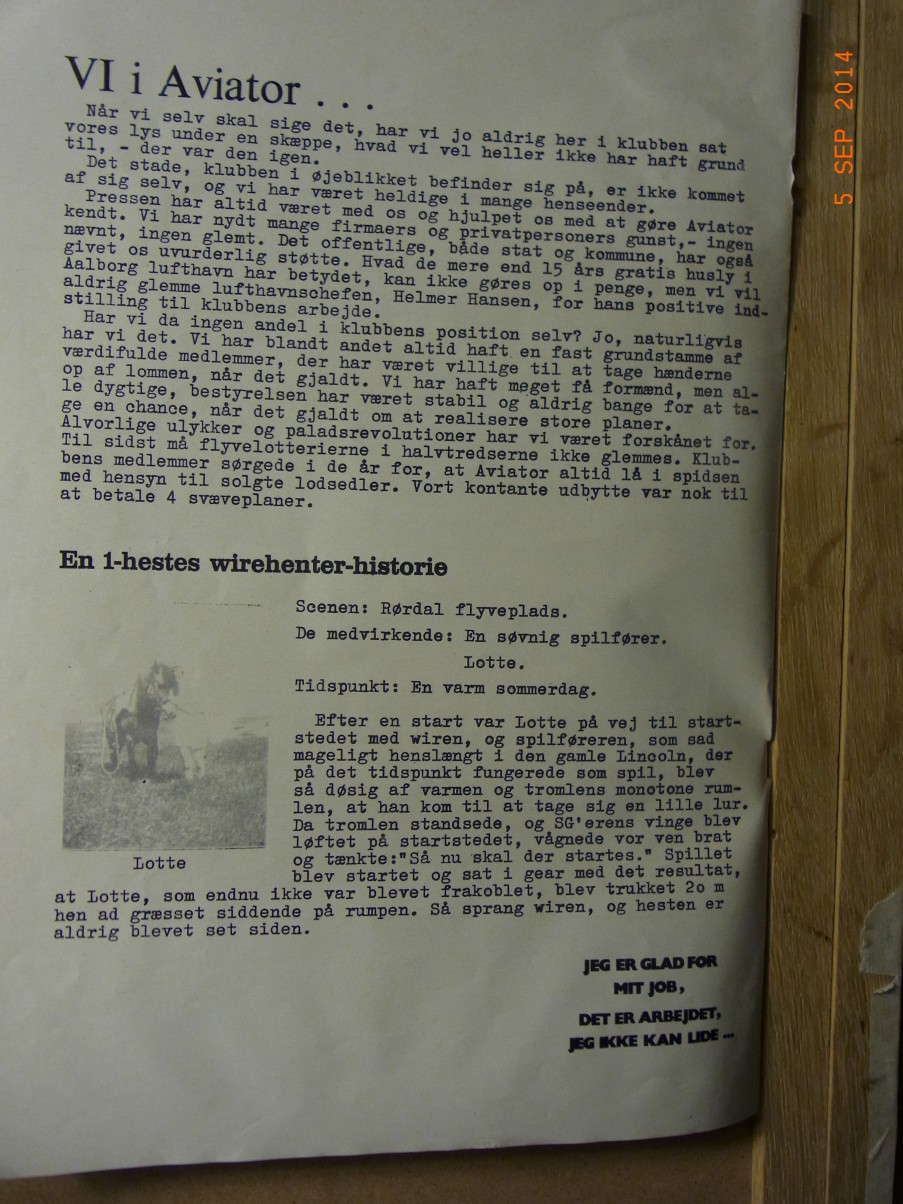 VI i Aviator . . .
Når vi selv skal sige det, har vi jo aldrig her i klubben sat
vores lys under en skæppe, hvad vi vel heller ikke har haft grund
til, - der var den igen.
Det stade, klubben i øjeblikket befinder sig på, er ikke kommet
af sig selv, og vi har været heldige i mange henseender.
Pressen har altid været med os og hjulpet os med at gøre Aviator
kendt. Vi har nydt mange firmaers og privatpersoners gunst,- ingen
nævnt, ingen glemt. Det offentlige, både stat og kommune, har også
givet os uvurderlig støtte. Hvad de mere end 15 års gratis husly i
Aalborg lufthavn har betydet, kan ikke gøres op i penge, men vi vil
aldrig glemme lufthavnschefen, Helmer Hansen, for hans positive ind-
stilling til klubbens arbejde.
Har vi da ingen andel i klubbens position selv? Jo, naturligvis
har vi det. Vi har blandt andet altid haft en fast grundstamme af
værdifulde medlemmer, der har været villige til at tage hænderne
op af lommen, når det gjaldt. Vi har haft meget få formænd, men al-
le dygtige, bestyrelsen har været stabil og aldrig bange for at ta-
ge en chance, når det gjaldt om at realisere store planer.
Alvorlige ulykker og paladsrevolutioner har vi været forskånet for.
Til sidst må flyvelotterierne i halvtredserne ikke glemmes. Klub-
bens medlemmer sørgede i de år for, at Aviator altid lå i spidsen
med hensyn til solgte lodsedler. Vort kontante udbytte var nok til
at betale 4 svæveplaner.
En 1-hestes wirehenter-historie
Scenen: Rørdal flyveplads.
De medvirkende: En søvnig spilfører.
Lotte.
Tidspunkt: En varm sommerdag.
Efter en start var Lotte på vej til start-
stedet med wiren, og spilføreren, som sad
mageligt henslængt i den gamle Lincoln, der
på det tidspunkt fungerede som spil, blev
så døsig af varmen og tromlens monotone rum-
len, at han kom til at tage sig en lille lur.
Da tromlen standsede, og SG'erens vinge blev
løftet på startstedet, vågnede vor ven brat
og tænkte:"Så nu skal der startes." Spillet
blev startet og sat i gear med det resultat,
Lotte
at Lotte, som endnu ikke var blevet frakoblet, blev trukket 2o m
hen ad græsset siddende på rumpen. Så sprang wiren, og hesten er
aldrig blevet set siden.
JEG ER GLAD FOR
MIT JOB,
DET ER ARBEJDET,
JEG IKKE KAN LIDE ...
5 SEP 2014